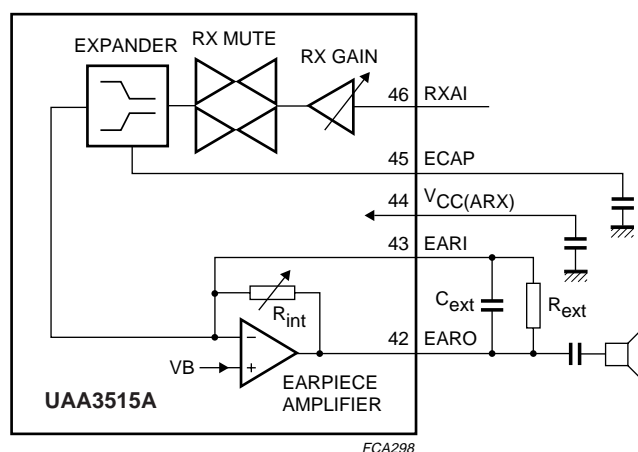 EXPANDER
RX MUTE
RX GAIN
46 RXAI
45 ECAP
44 VCC(ARX)
43 EARI
Rint
Cext
Rext
42 EARO
VB
− +
EARPIECE
AMPLIFIER
UAA3515A
FCA298